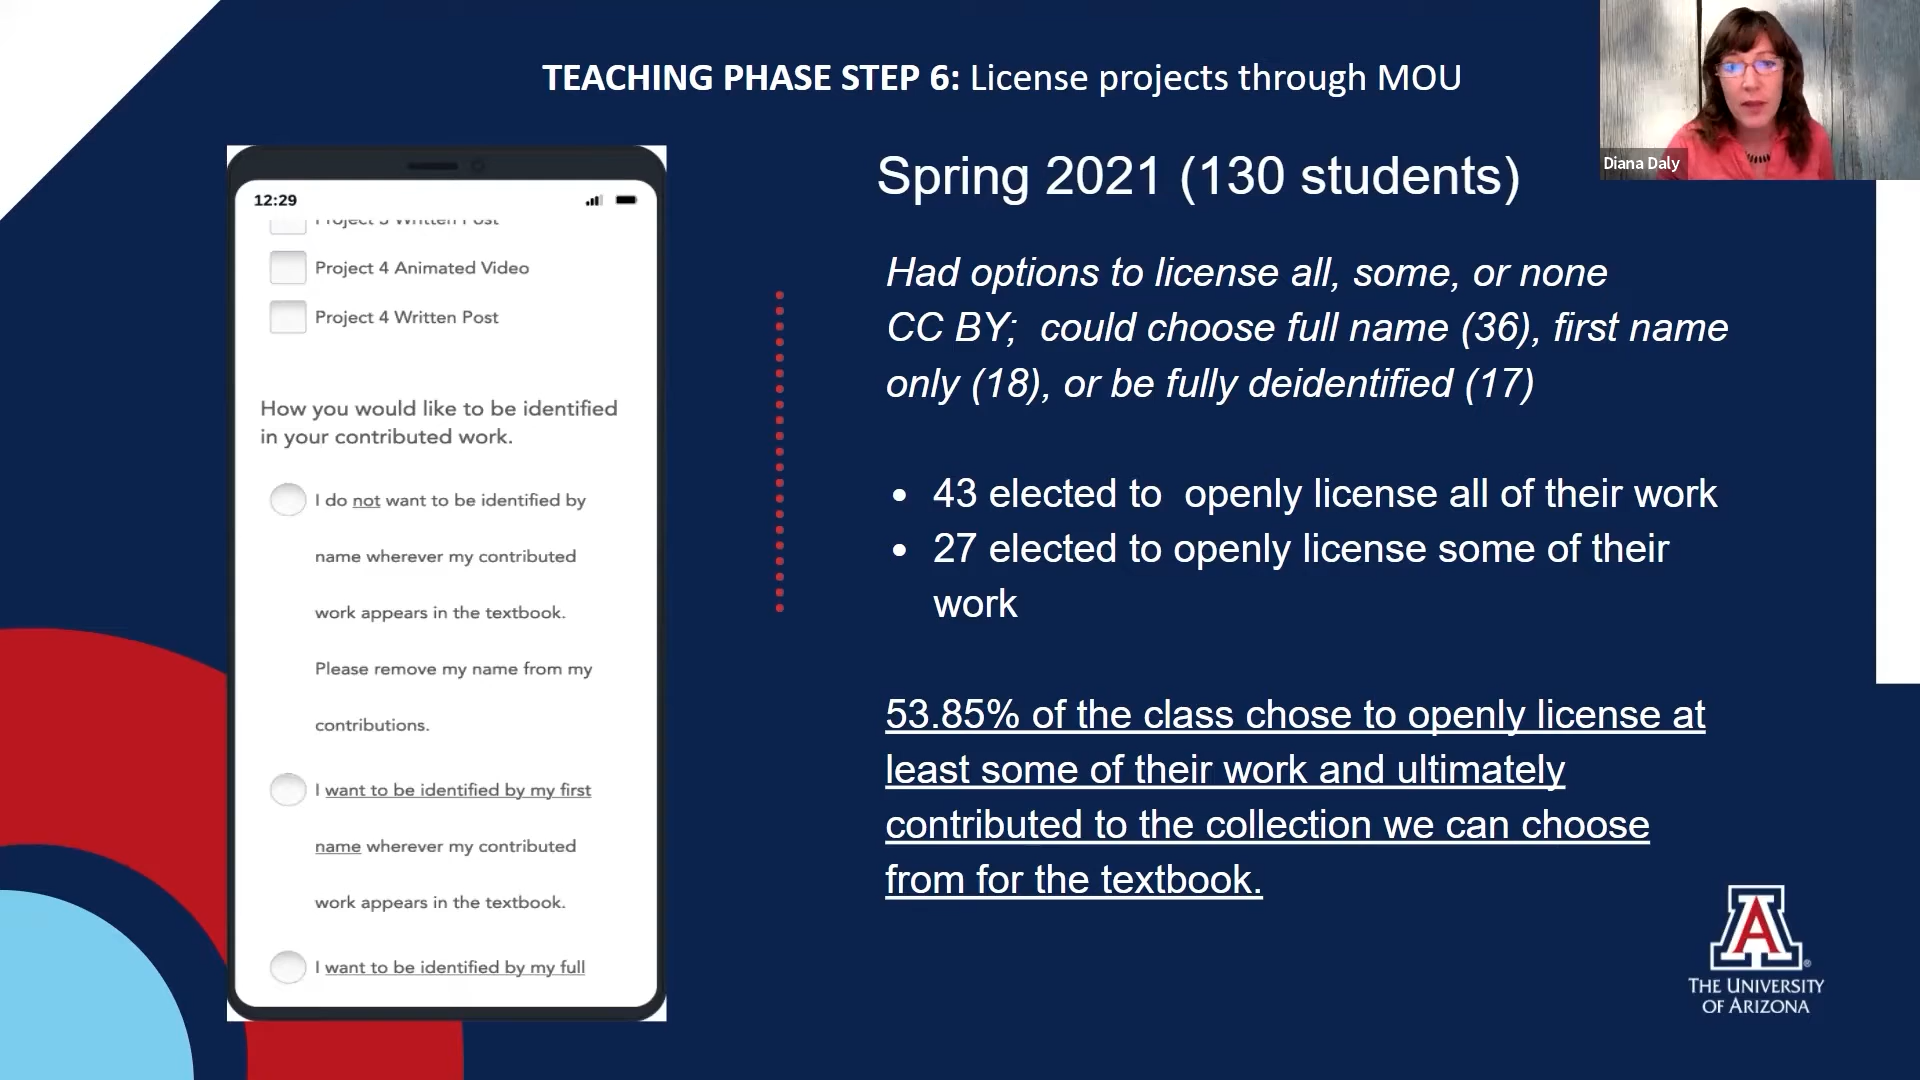 TEACHING PHASE STEP 6: License projects through MOU
Diana Daly
12:29
Project 3 Written Post
Project 4 Animated Video
Project 4 Written Post
How you would like to be identified
in your contributed work.
I do not want to be identified by
name wherever my contributed
work appears in the textbook.
Please remove my name from my
contributions.
I want to be identified by my first
name wherever my contributed
work appears in the textbook.
I want to be identified by my full
Spring 2021 (130 students)
Had options to license all, some, or none
CC BY;  could choose full name (36), first name
only (18), or be fully deidentified (17)
• 43 elected to  openly license all of their work
• 27 elected to openly license some of their
work
53.85% of the class chose to openly license at
least some of their work and ultimately
contributed to the collection we can choose
from for the textbook.
A
THE UNIVERSITY
OF ARIZONA